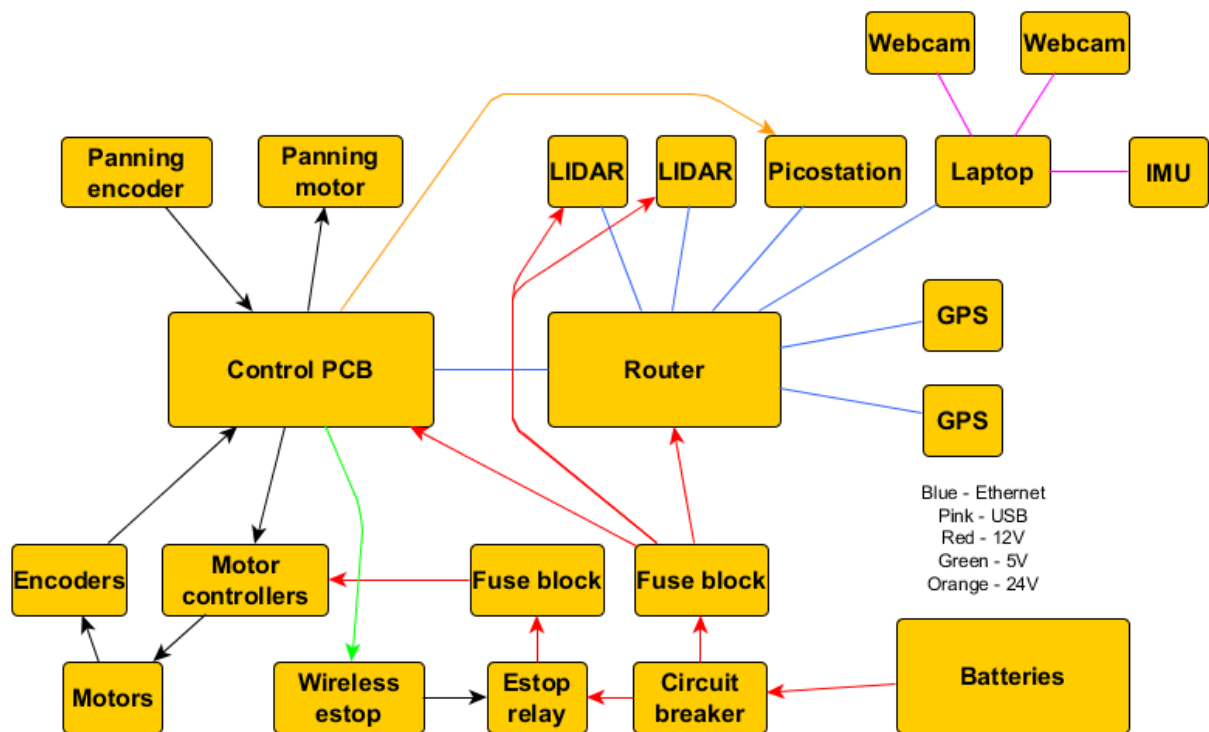 Webcam
Webcam
Panning
encoder
Panning
motor
LIDAR
LIDAR
Picostation
Laptop
IMU
Control PCB
Router
GPS
GPS
Blue - Ethernet
Pink - USB
Red - 12V
Green - 5V
Orange - 24V
Encoders
Motor
controllers
Fuse block
Fuse block
Motors
Wireless
estop
Estop
relay
Circuit
breaker
Batteries